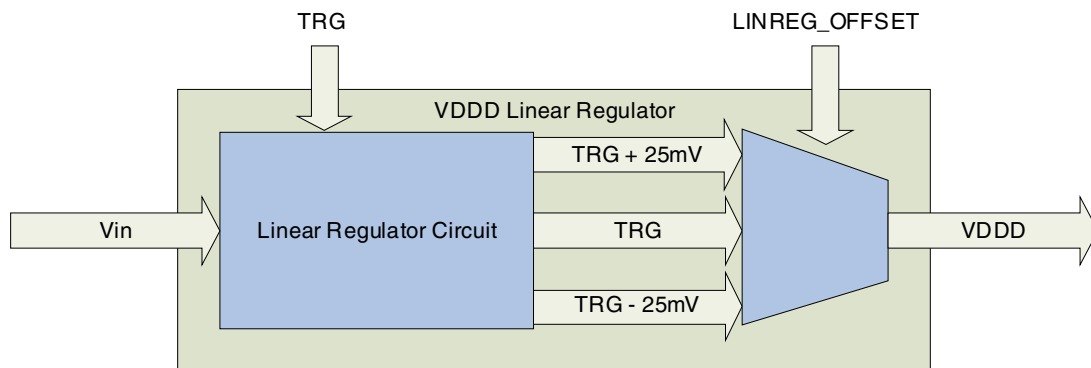 TRG
LINREG_OFFSET
VDDD Linear Regulator
TRG + 25mV
Vin
Linear Regulator Circuit
TRG
VDDD
TRG - 25mV